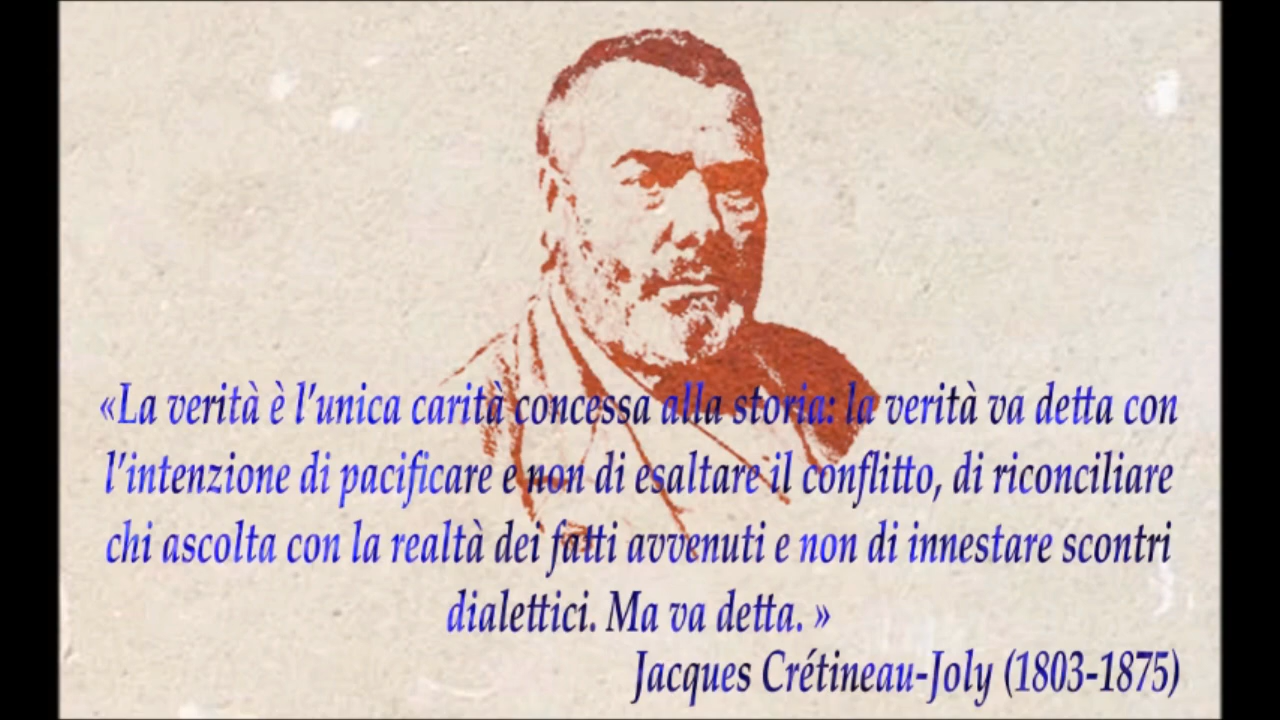 «La verità è l’unica carità concessa alla storia: la verità va detta con
l’intenzione di pacificare e non di esaltare il conflitto, di riconciliare
chi ascolta con la realtà dei fatti avvenuti e non di innestare scontri
dialettici. Ma va detta. »
Jacques Crétineau-Joly (1803-1875)